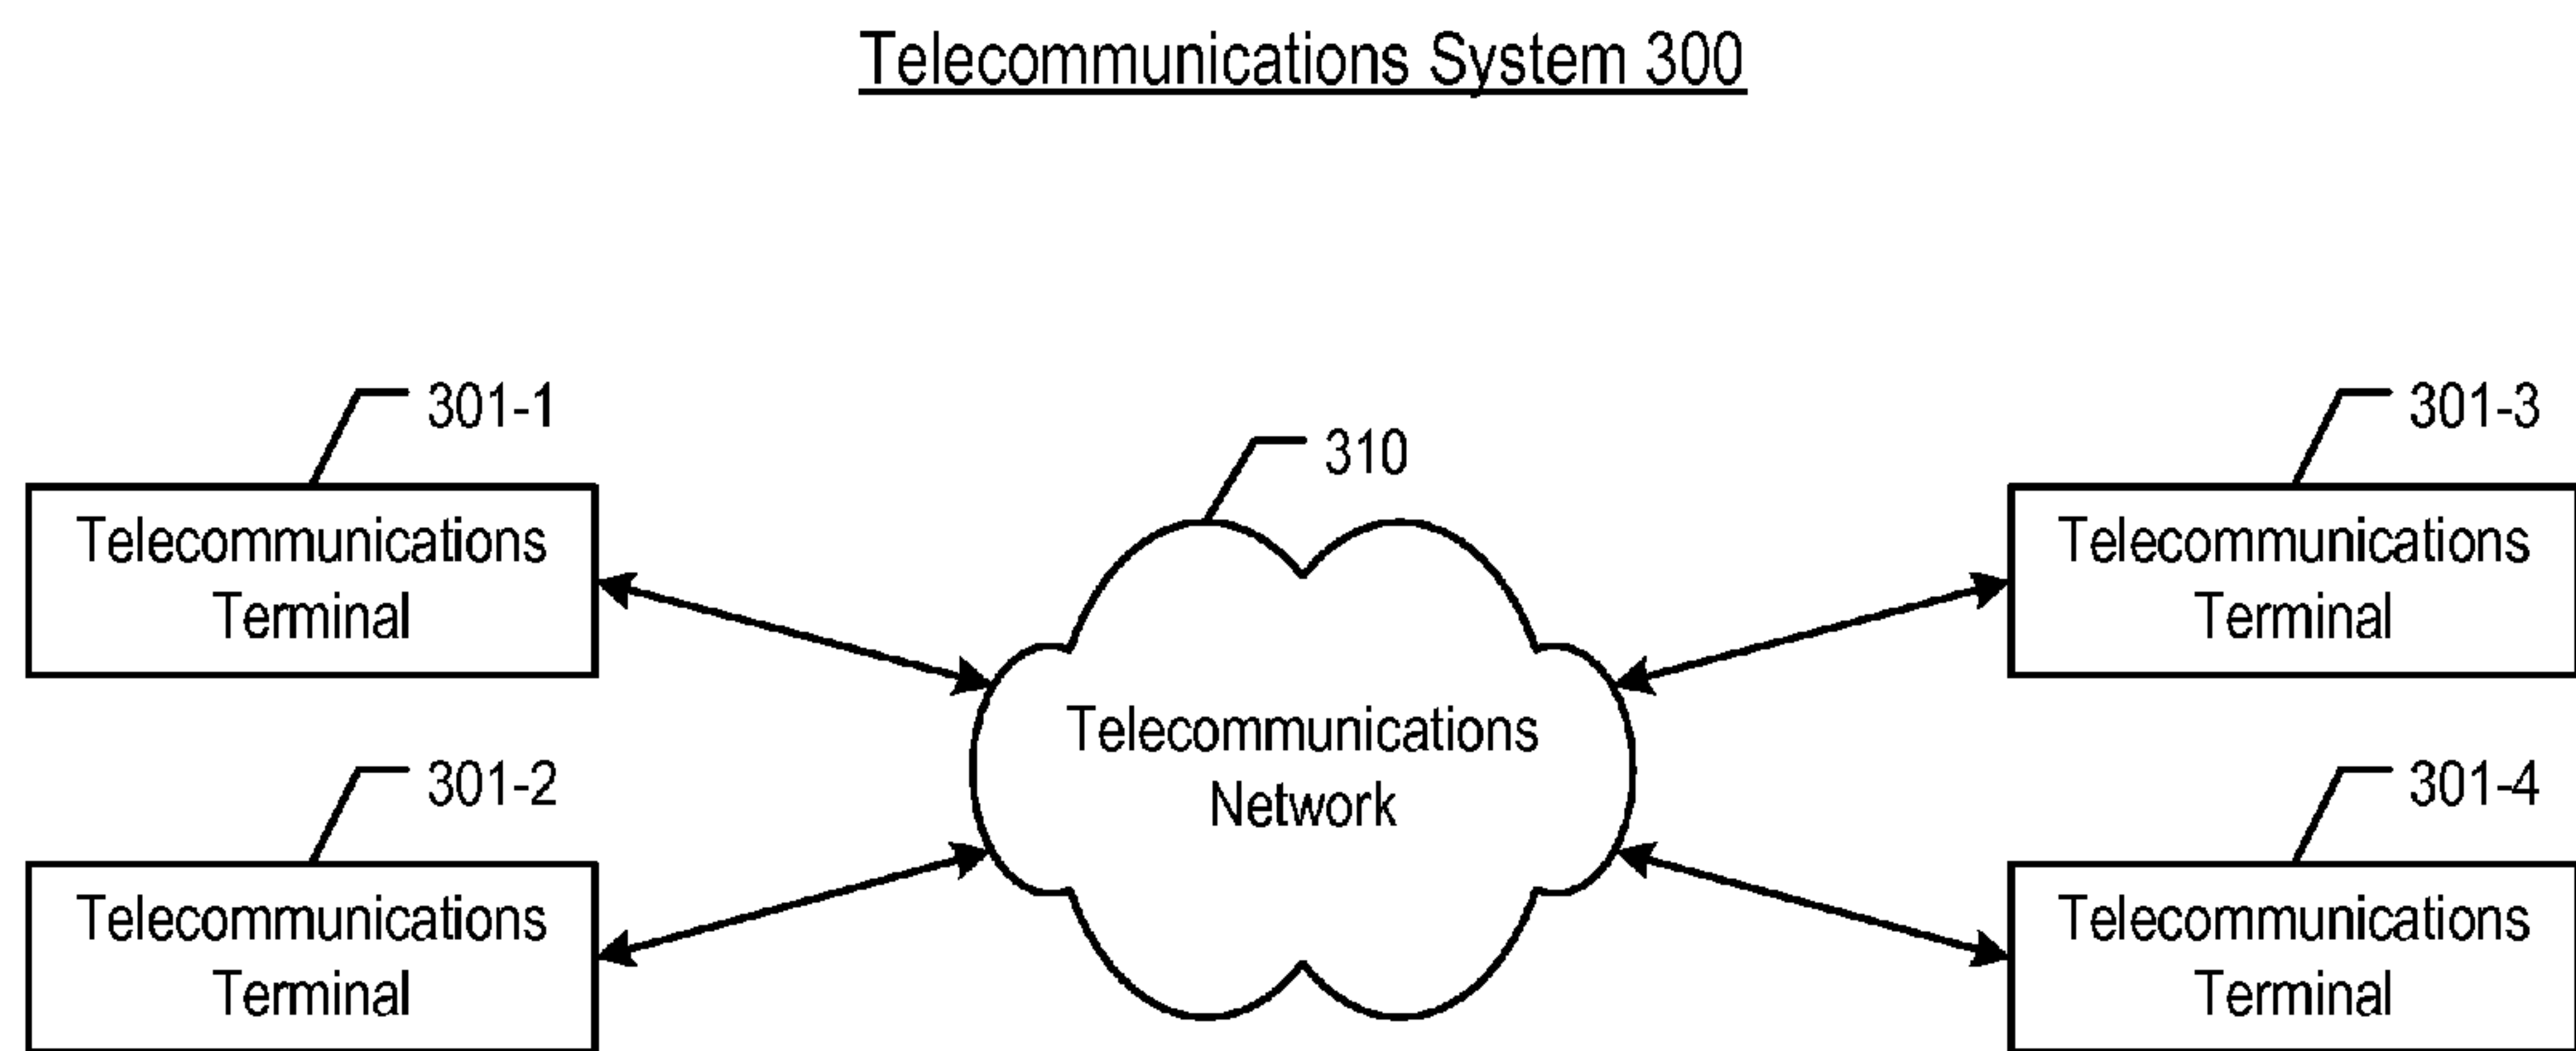 Telecommunications System 300
301-1
Telecommunications
Terminal
301-2
Telecommunications
Terminal
310
Telecommunications
Network
301-3
Telecommunications
Terminal
301-4
Telecommunications
Terminal